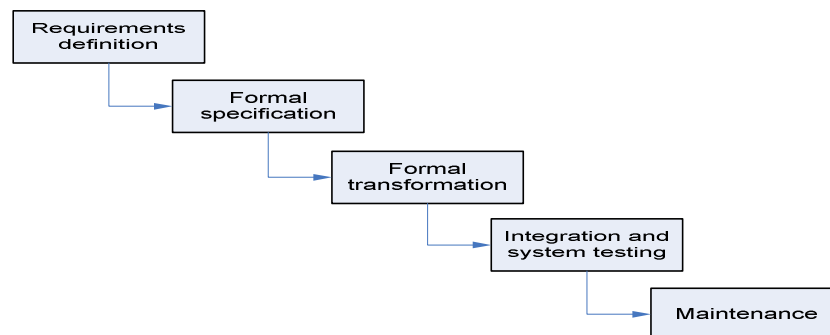 Requirements
definition
Formal
specification
Formal
transformation
Integration and
system testing
Maintenance